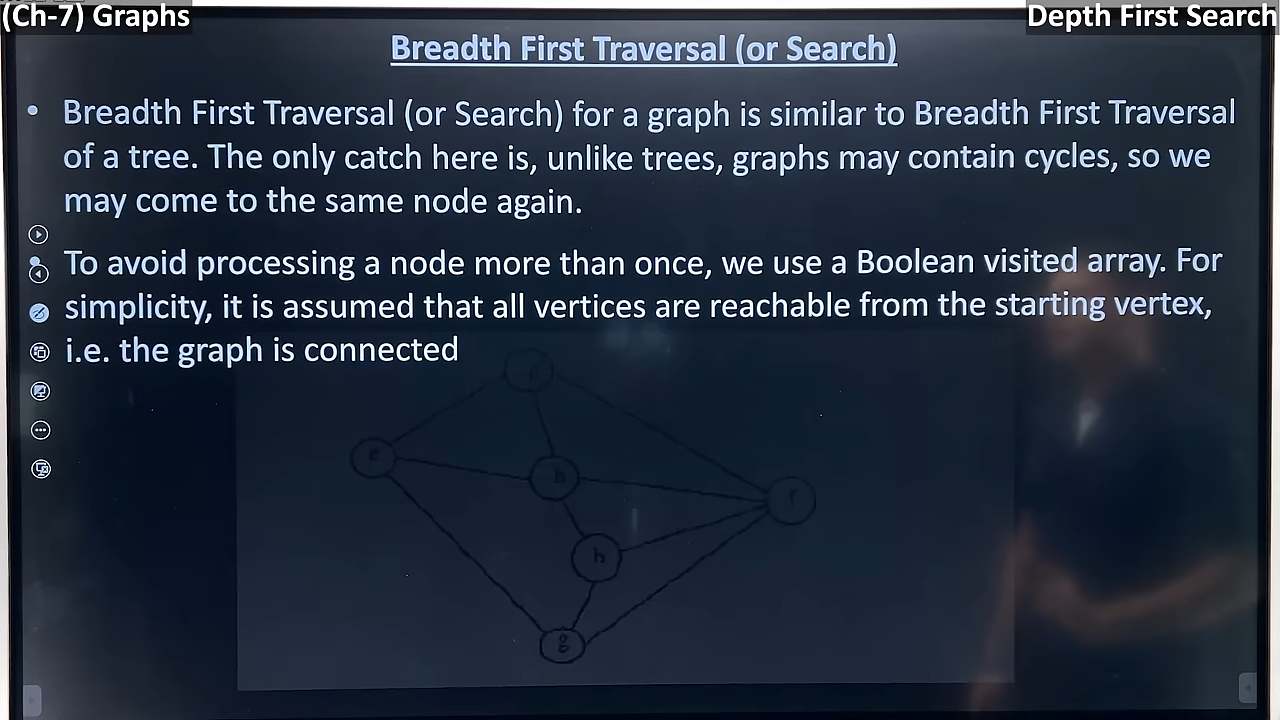 (Ch-7) Graphs
Depth First Search
Breadth First Traversal (or Search)
• Breadth First Traversal (or Search) for a graph is similar to Breadth First Traversal
of a tree. The only catch here is, unlike trees, graphs may contain cycles, so we
may come to the same node again.
• To avoid processing a node more than once, we use a Boolean visited array. For
simplicity, it is assumed that all vertices are reachable from the starting vertex,
i.e. the graph is connected
b
f
h
g